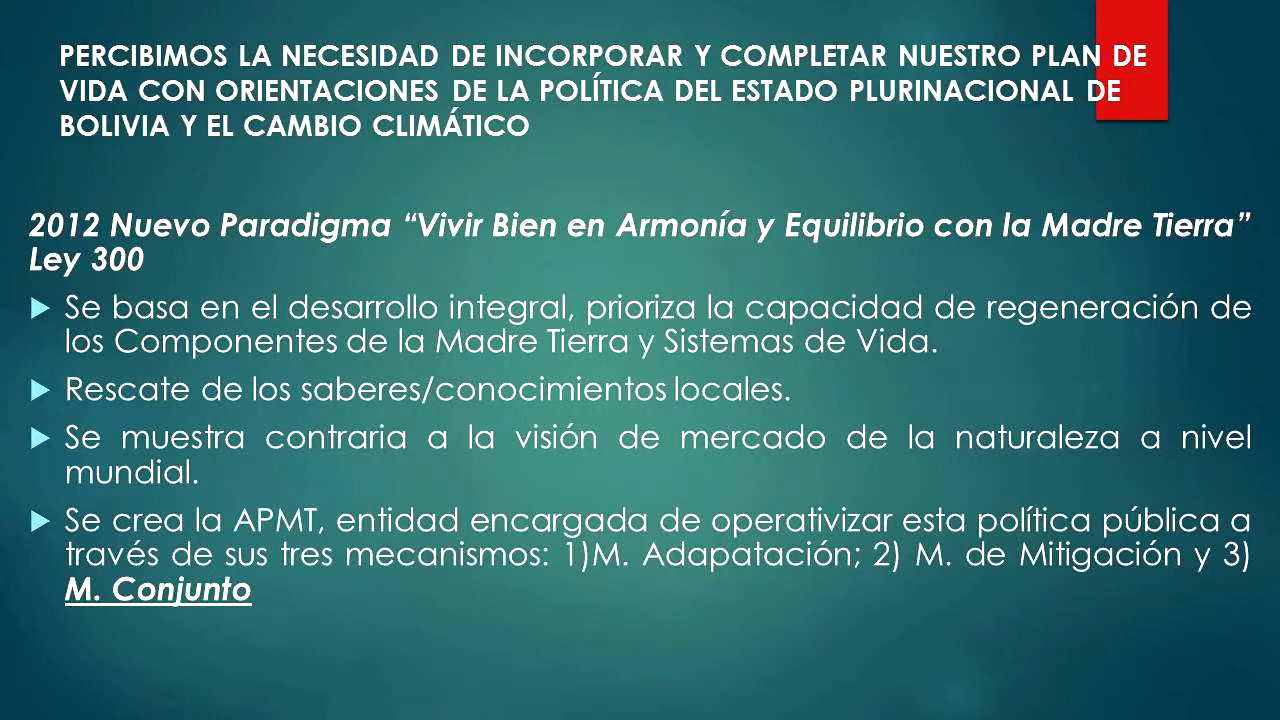 PERCIBIMOS LA NECESIDAD DE INCORPORAR Y COMPLETAR NUESTRO PLAN DE
VIDA CON ORIENTACIONES DE LA POLÍTICA DEL ESTADO PLURINACIONAL DE
BOLIVIA Y EL CAMBIO CLIMÁTICO
2012 Nuevo Paradigma “Vivir Bien en Armonía y Equilibrio con la Madre Tierra”
Ley 300
Se basa en el desarrollo integral, prioriza la capacidad de regeneración de
los Componentes de la Madre Tierra y Sistemas de Vida.
Rescate de los saberes/conocimientos locales.
Se muestra contraria a la visión de mercado de la naturaleza a nivel
mundial.
Se crea la APMT, entidad encargada de operativizar esta política pública a
través de sus tres mecanismos: 1)M. Adapatación; 2) M. de Mitigación y 3)
M. Conjunto